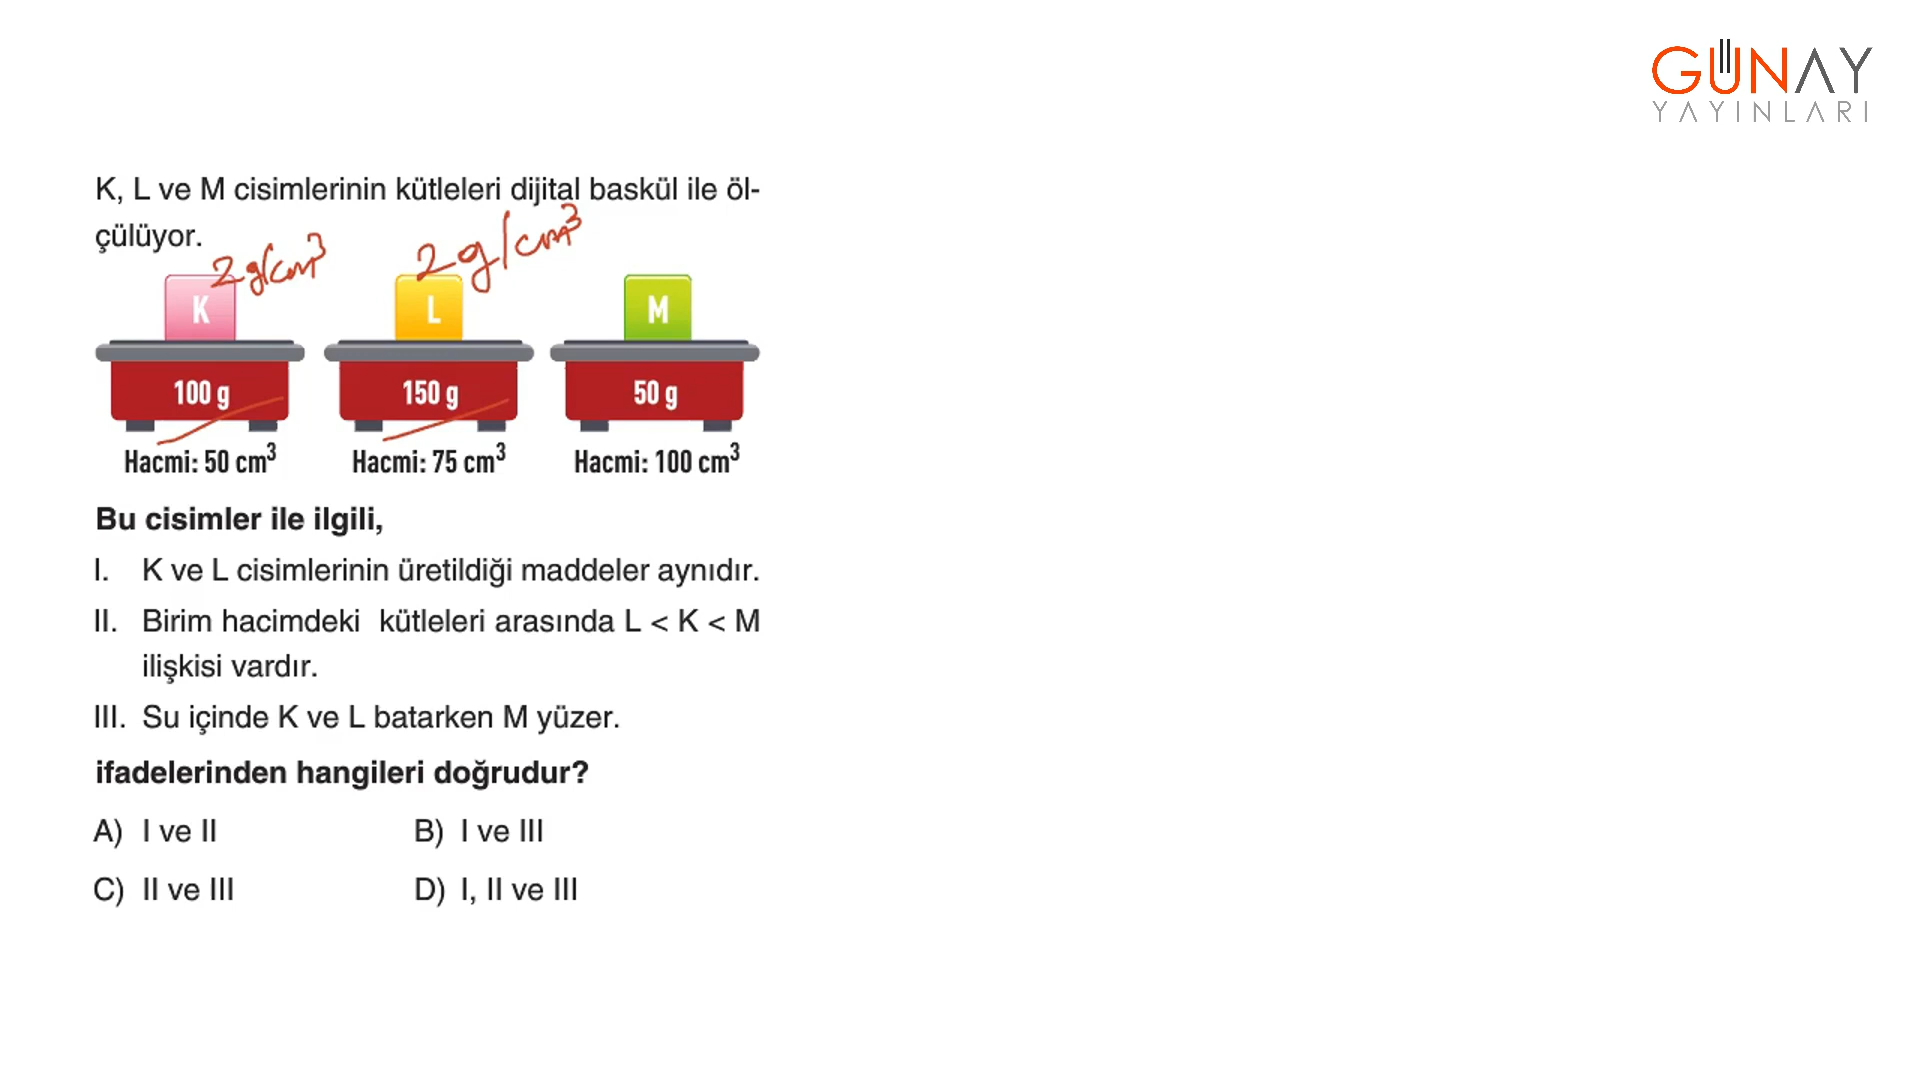 GÜNAY
YAYINLARI
K, L ve M cisimlerinin kütleleri dijital baskül ile öl-
çülüyor.
2 g/cm³
2 g/cm³
K
L
M
100 g
150 g
50 g
Hacmi: 50 cm³
Hacmi: 75 cm³
Hacmi: 100 cm³
Bu cisimler ile ilgili,
I. K ve L cisimlerinin üretildiği maddeler aynıdır.
II. Birim hacimdeki kütleleri arasında L < K < M
ilişkisi vardır.
III. Su içinde K ve L batarken M yüzer.
ifadelerinden hangileri doğrudur?
A) I ve II
B) I ve III
C) II ve III
D) I, II ve III